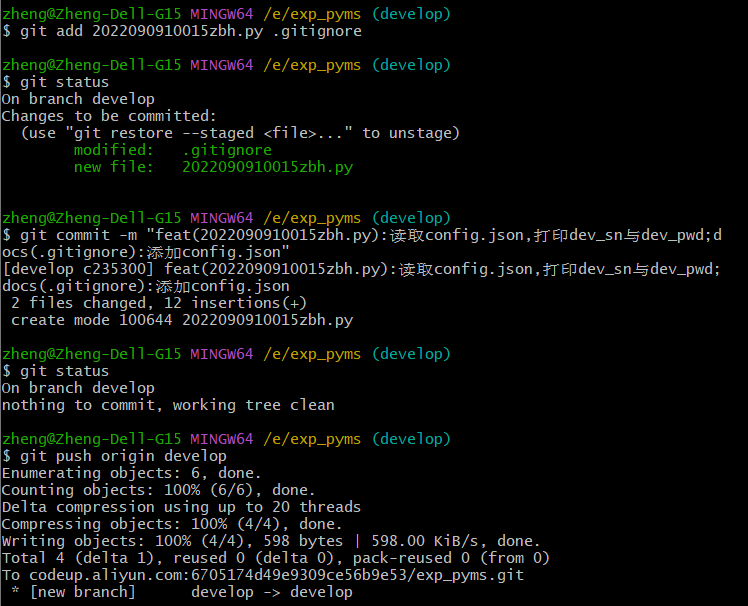 zheng@Zheng-Dell-G15 MINGW64 /e/exp_pyms (develop)
$ git add 2022090910015zbh.py .gitignore
zheng@Zheng-Dell-G15 MINGW64 /e/exp_pyms (develop)
$ git status
On branch develop
Changes to be committed:
  (use "git restore --staged <file>..." to unstage)
        modified:   .gitignore
        new file:   2022090910015zbh.py
zheng@Zheng-Dell-G15 MINGW64 /e/exp_pyms (develop)
$ git commit -m "feat(2022090910015zbh.py):读取config.json,打印dev_sn与dev_pwd;d
ocs(.gitignore):添加config.json"
[develop c235300] feat(2022090910015zbh.py):读取config.json,打印dev_sn与dev_pwd;
docs(.gitignore):添加config.json
 2 files changed, 12 insertions(+)
 create mode 100644 2022090910015zbh.py
zheng@Zheng-Dell-G15 MINGW64 /e/exp_pyms (develop)
$ git status
On branch develop
nothing to commit, working tree clean
zheng@Zheng-Dell-G15 MINGW64 /e/exp_pyms (develop)
$ git push origin develop
Enumerating objects: 6, done.
Counting objects: 100% (6/6), done.
Delta compression using up to 20 threads
Compressing objects: 100% (4/4), done.
Writing objects: 100% (4/4), 598 bytes | 598.00 KiB/s, done.
Total 4 (delta 1), reused 0 (delta 0), pack-reused 0 (from 0)
To codeup.aliyun.com:6705174d49e9309ce56b9e53/exp_pyms.git
 * [new branch]      develop -> develop